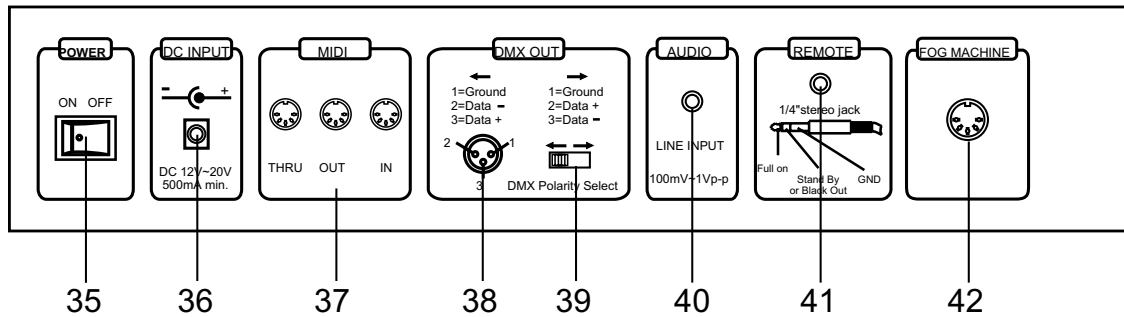 POWER
ON OFF
DC INPUT
- +
DC 12V~20V
500mA min.
MIDI
THRU OUT IN
DMX OUT
1=Ground
2=Data -
3=Data +
1=Ground
2=Data +
3=Data -
2 1
3
DMX Polarity Select
AUDIO
LINE INPUT
100mV~1Vp-p
REMOTE
1/4"stereo jack
Full on
Stand By
or Black Out
GND
FOG MACHINE
35 36 37 38 39 40 41 42